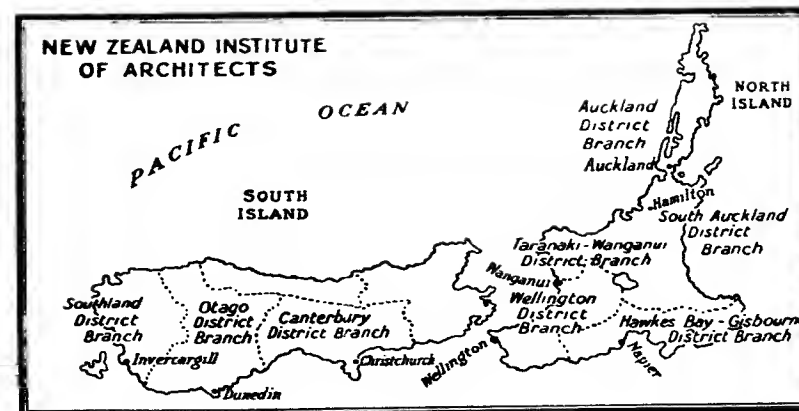 NEW ZEALAND INSTITUTE
OF ARCHITECTS
PACIFIC OCEAN
NORTH
ISLAND
Auckland
District
Branch
Auckland
SOUTH
ISLAND
Hamilton
South Auckland
District
Branch
Taranaki-Wanganui
District Branch
Wanganui
Wellington
District
Branch
Southland
District
Branch
Otago
District
Branch
Canterbury
District Branch
Hawkes Bay-Gisbourn
District Branch
Invercargill
Christchurch
Wellington
Napier
Dunedin